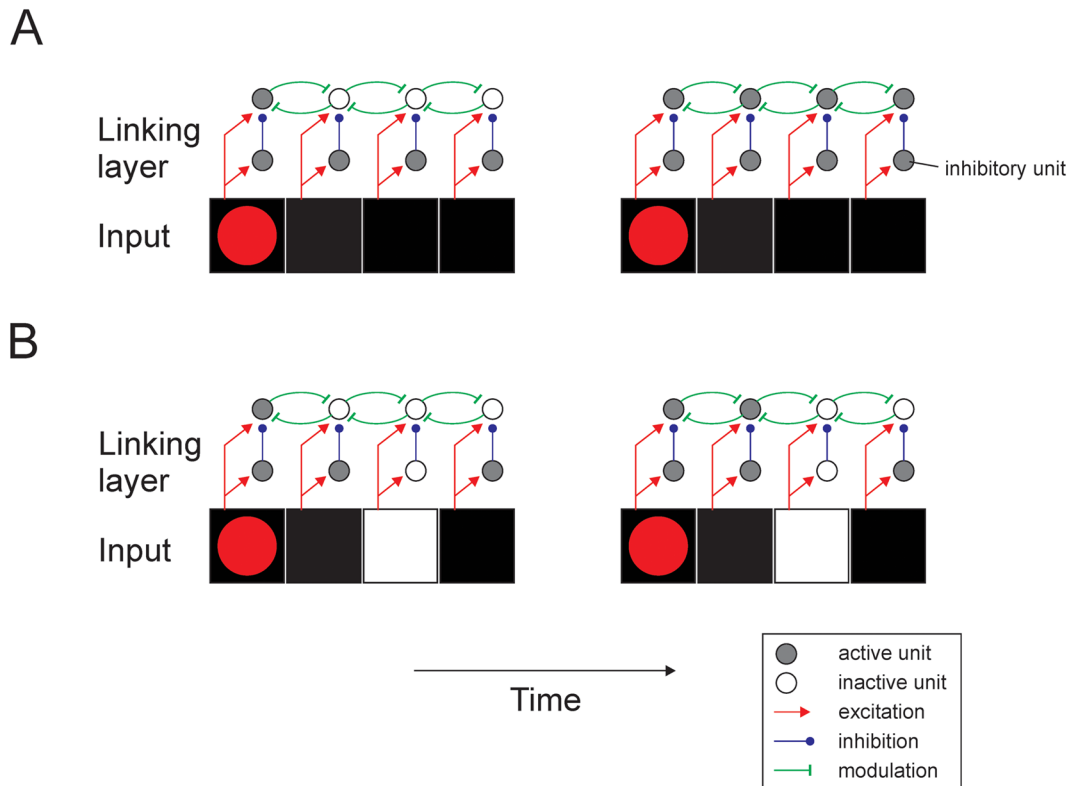 A
Linking
layer
inhibitory unit
Input
B
Linking
layer
Input
Time
active unit
inactive unit
excitation
inhibition
modulation